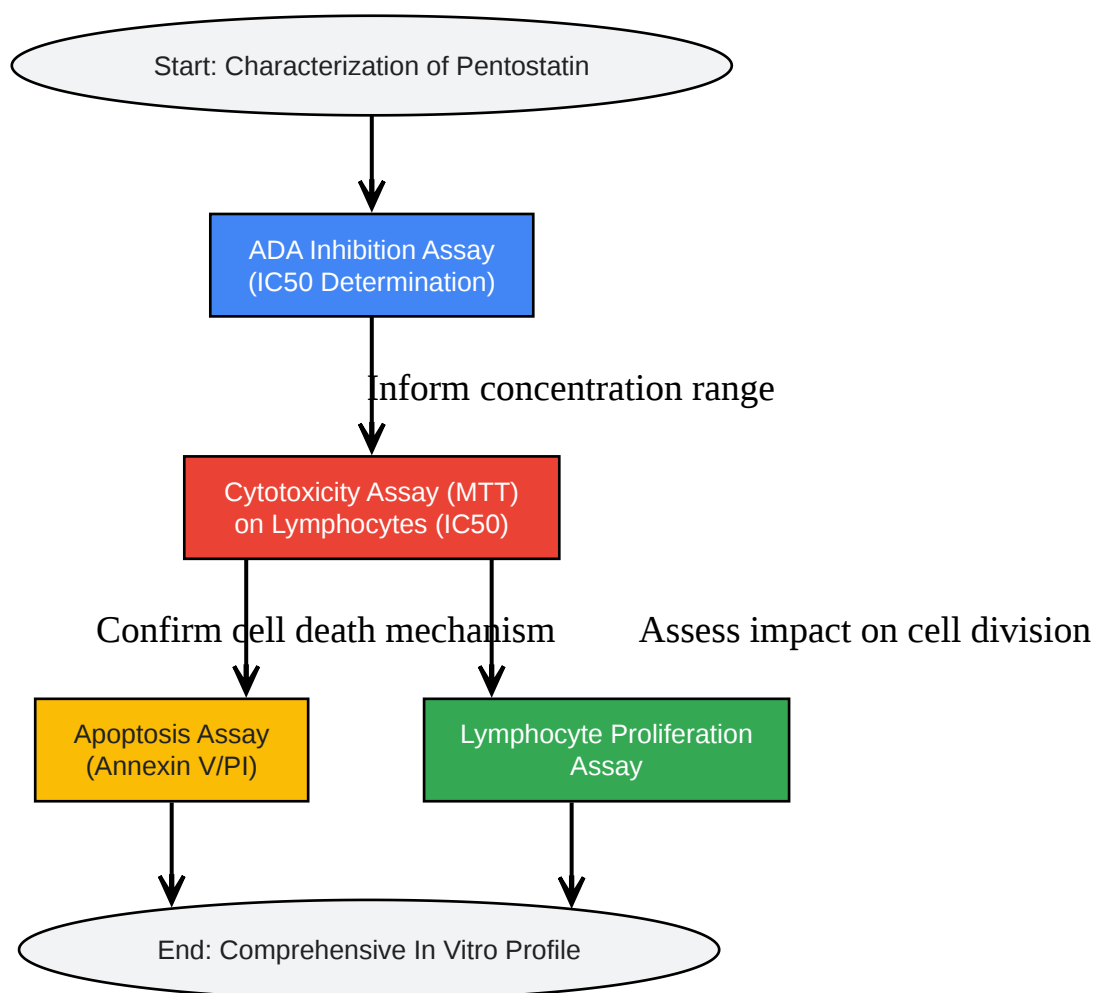 Start: Characterization of Pentostatin
ADA Inhibition Assay
(IC50 Determination)
Inform concentration range
Cytotoxicity Assay (MTT)
on Lymphocytes (IC50)
Confirm cell death mechanism
Assess impact on cell division
Apoptosis Assay
(Annexin V/PI)
Lymphocyte Proliferation
Assay
End: Comprehensive In Vitro Profile